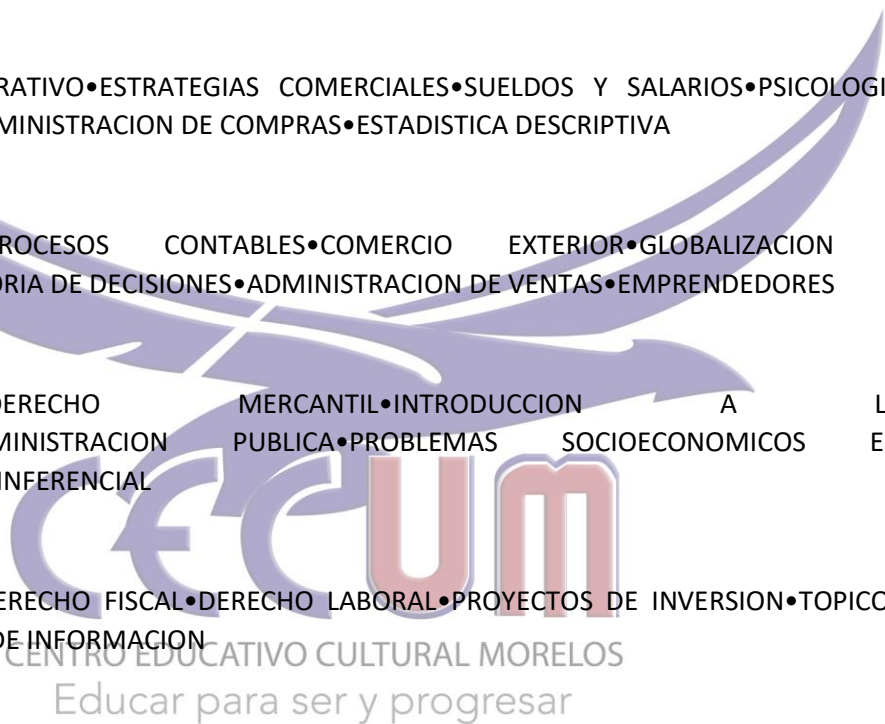 RATIVO•ESTRATEGIAS COMERCIALES•SUELDOS Y SALARIOS•PSICOLOGI
MINISTRACION DE COMPRAS•ESTADISTICA DESCRIPTIVA
ROCESOS CONTABLES•COMERCIO EXTERIOR•GLOBALIZACION
RIA DE DECISIONES•ADMINISTRACION DE VENTAS•EMPRENDEDORES
DERECHO MERCANTIL•INTRODUCCION A L
MINISTRACION PUBLICA•PROBLEMAS SOCIOECONOMICOS E
INFERENCIAL
CECUM
ERECHO FISCAL•DERECHO LABORAL•PROYECTOS DE INVERSION•TOPICO
DE INFORMACION
CENTRO EDUCATIVO CULTURAL MORELOS
Educar para ser y progresar